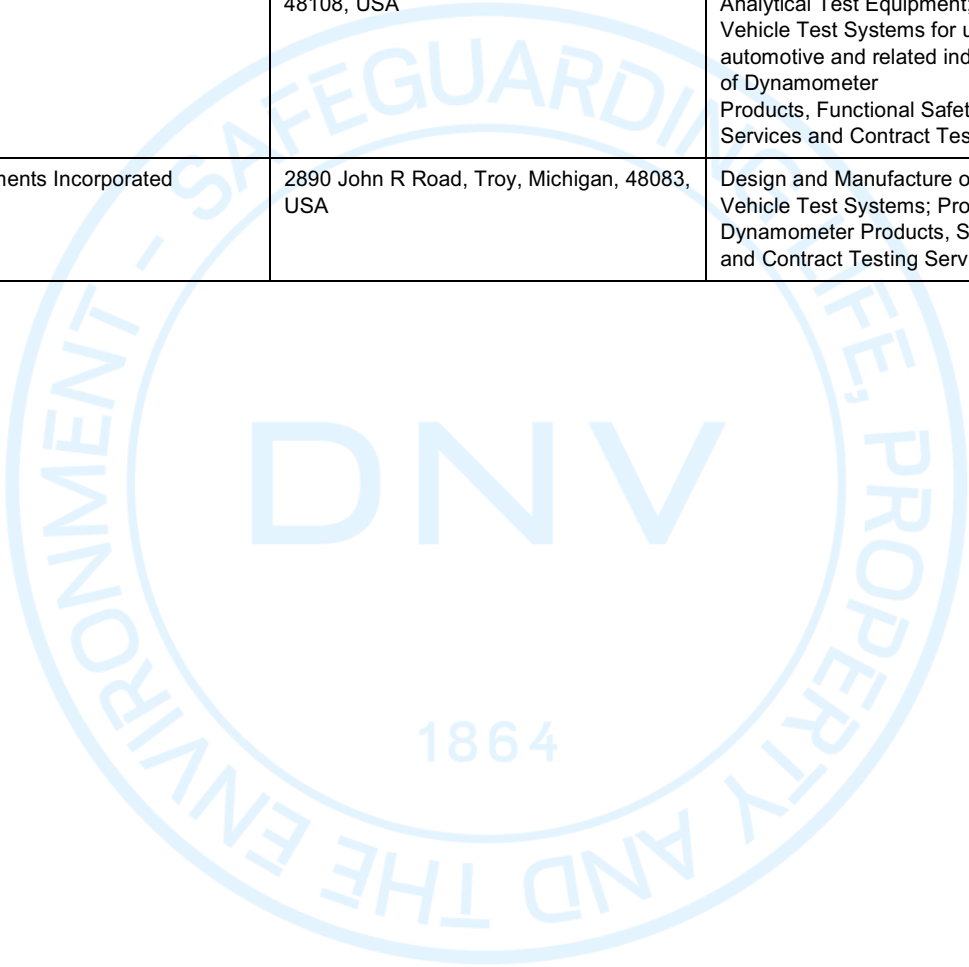 48108, USA
Analytical Test Equipment;
Vehicle Test Systems for u
automotive and related ind
of Dynamometer
Products, Functional Safet
Services and Contract Tes
nents Incorporated
2890 John R Road, Troy, Michigan, 48083,
USA
Design and Manufacture o
Vehicle Test Systems; Pro
Dynamometer Products, S
and Contract Testing Serv
SAFEGUARDING LIFE, PROPERTY AND THE ENVIRONMENT -
DNV
1864